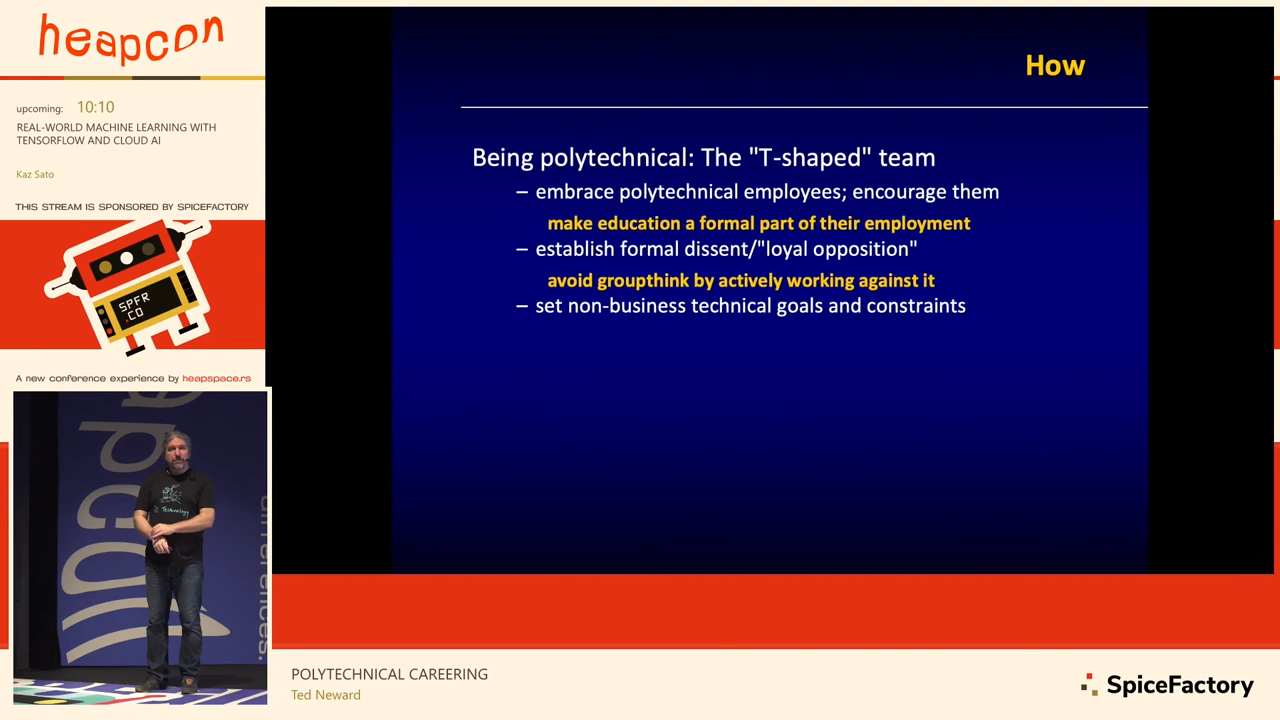 heapcon
upcoming: 10:10
REAL-WORLD MACHINE LEARNING WITH
TENSORFLOW AND CLOUD AI
Kaz Sato
THIS STREAM IS SPONSORED BY SPICEFACTORY
SPFR
.CO
A new conference experience by heapspace.rs
How
Being polytechnical: The "T-shaped" team
– embrace polytechnical employees; encourage them
make education a formal part of their employment
– establish formal dissent/"loyal opposition"
avoid groupthink by actively working against it
– set non-business technical goals and constraints
Technology
POLYTECHNICAL CAREERING
Ted Neward
SpiceFactory